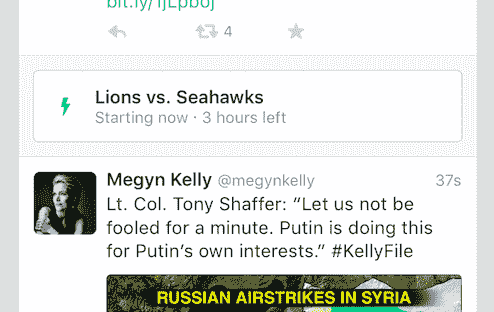 bit.ly/1jLpboj
4
Lions vs. Seahawks
Starting now · 3 hours left
Megyn Kelly @megynkelly 37s
Lt. Col. Tony Shaffer: “Let us not be
fooled for a minute. Putin is doing this
for Putin’s own interests.” #KellyFile
RUSSIAN AIRSTRIKES IN SYRIA